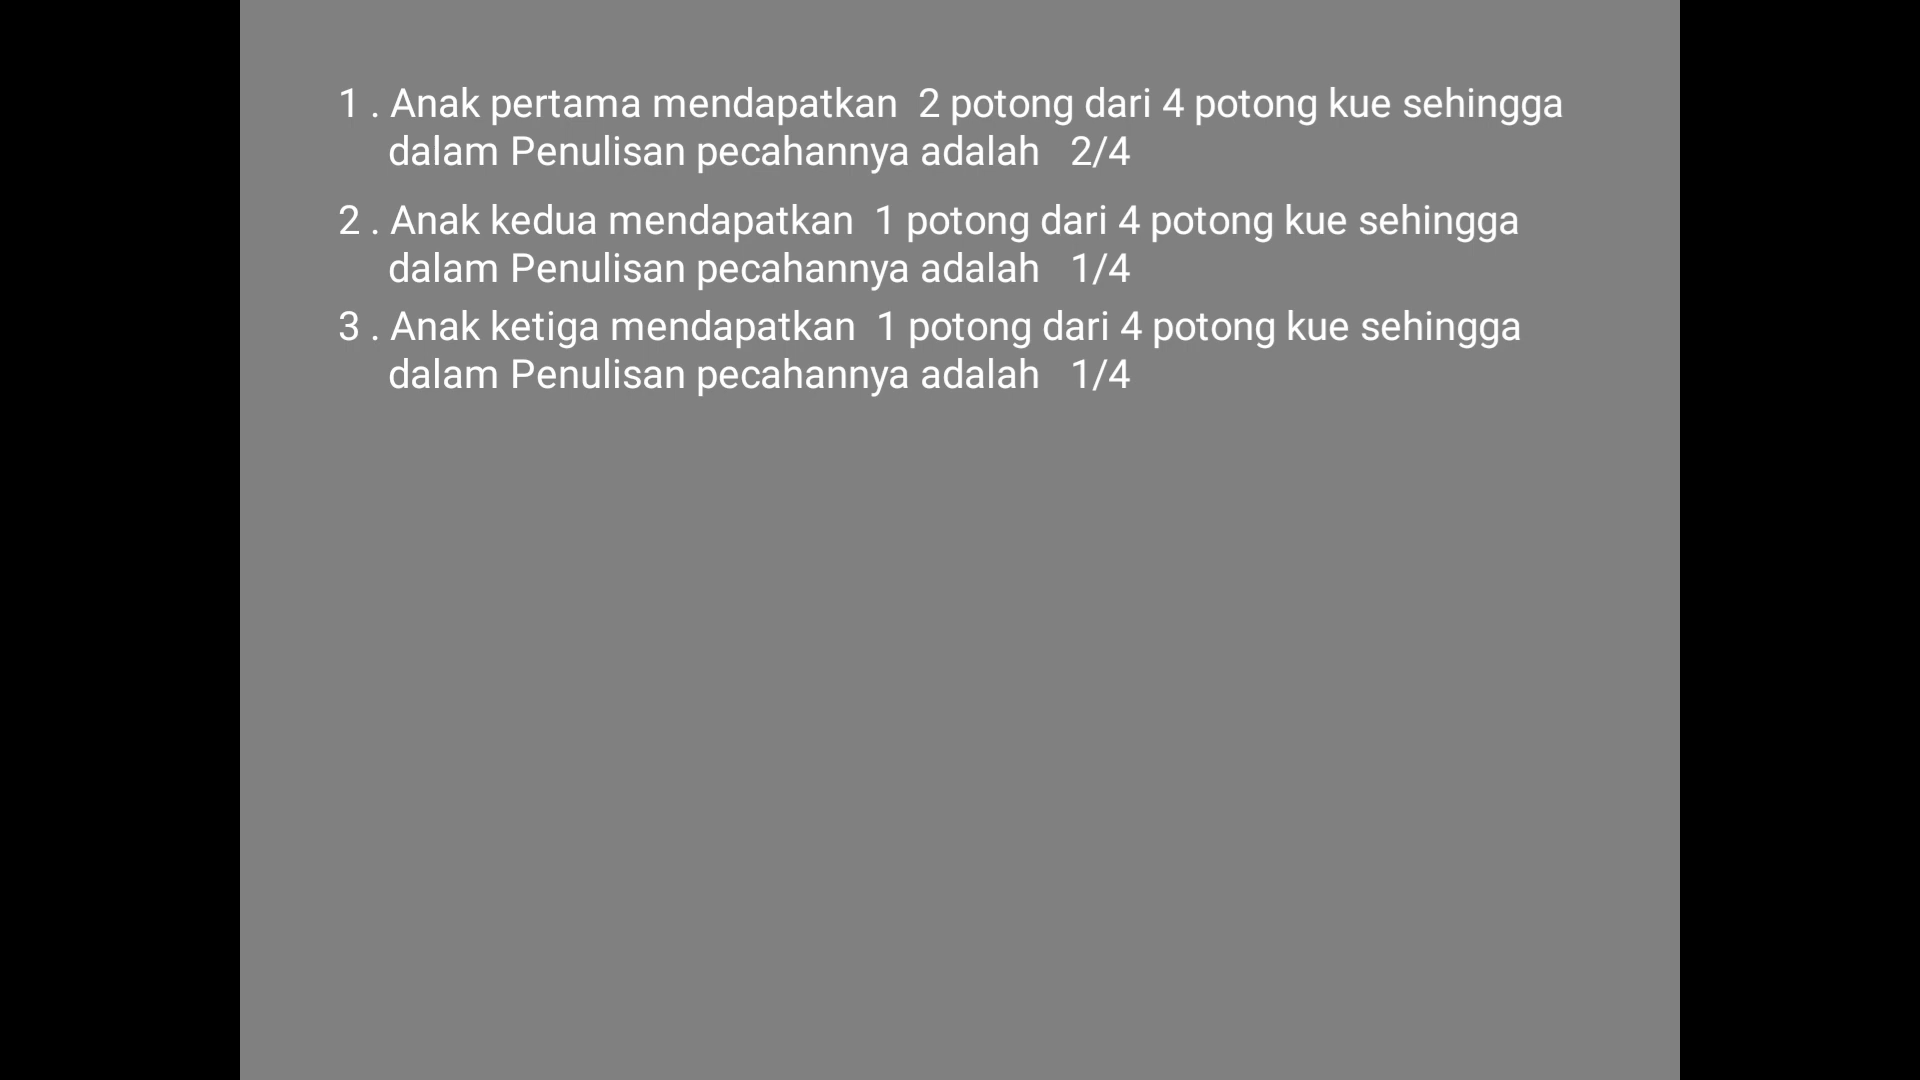 1 . Anak pertama mendapatkan  2 potong dari 4 potong kue sehingga
dalam Penulisan pecahannya adalah   2/4
2 . Anak kedua mendapatkan  1 potong dari 4 potong kue sehingga
dalam Penulisan pecahannya adalah   1/4
3 . Anak ketiga mendapatkan  1 potong dari 4 potong kue sehingga
dalam Penulisan pecahannya adalah   1/4